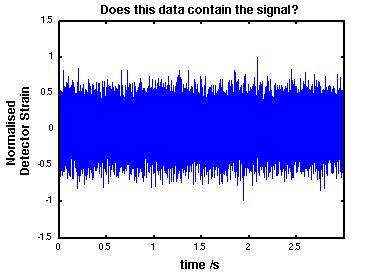 Does this data contain the signal?
1.5
1
0.5
0
-0.5
-1
-1.5
Normalised
Detector Strain
0 0.5 1 1.5 2 2.5
time /s